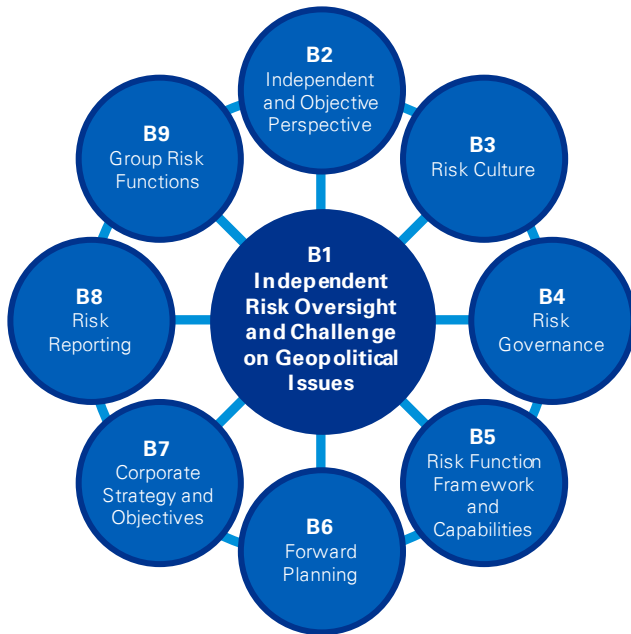 B2
Independent
and Objective
Perspective
B3
Risk Culture
B4
Risk
Governance
B5
Risk Function
Framework
and
Capabilities
B6
Forward
Planning
B7
Corporate
Strategy and
Objectives
B8
Risk
Reporting
B9
Group Risk
Functions
B1
Independent
Risk Oversight
and Challenge
on Geopolitical
Issues